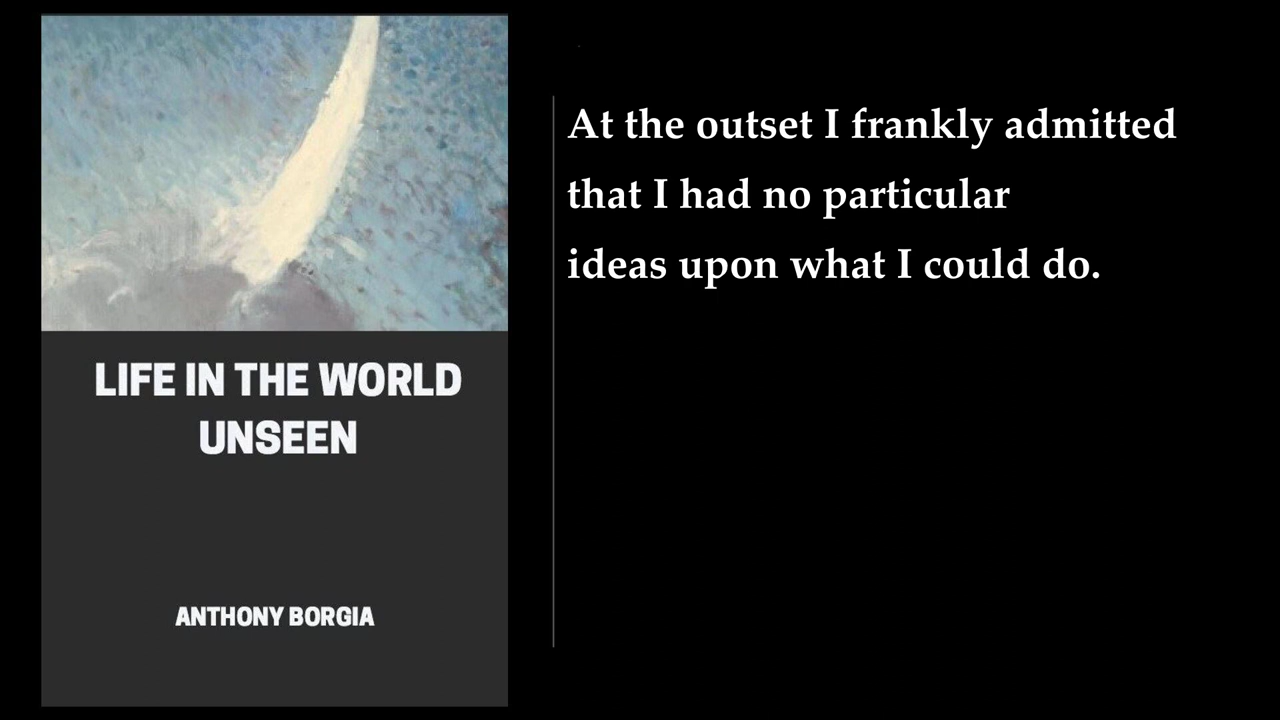 LIFE IN THE WORLD
UNSEEN
ANTHONY BORGIA
At the outset I frankly admitted
that I had no particular
ideas upon what I could do.